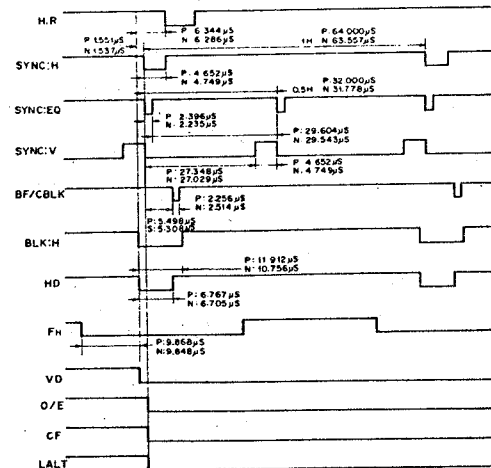 H.R
P: 6.344µS
N: 6.286µS
P: 1.551µS
N: 1.537µS
P: 64.000µS
1H
N: 63.557µS
SYNC:H
P: 4.652µS
N: 4.749µS
P: 32.000µS
0.5H
N: 31.778µS
SYNC:EQ
P: 2.396µS
N: 2.235µS
P: 29.604µS
N: 29.543µS
SYNC:V
P: 27.348µS
N: 27.029µS
P: 4.652µS
N: 4.749µS
BF/CBLK
P: 2.256µS
N: 2.514µS
P: 5.498µS
S: 5.308µS
BLK:H
P: 11.912µS
N: 10.756µS
HD
P: 6.767µS
N: 6.705µS
FH
P: 9.868µS
N: 9.848µS
VD
O/E
CF
LALT